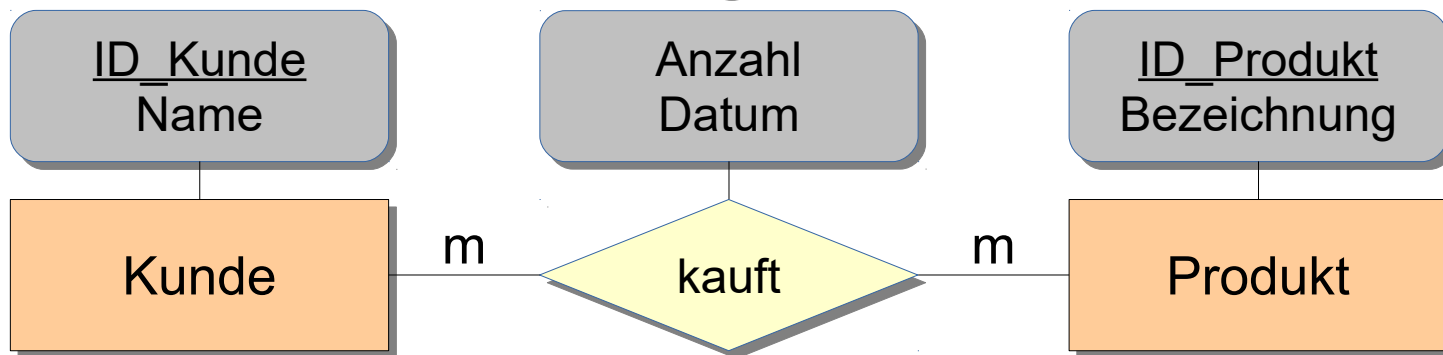 ID_Kunde
Name
Anzahl
Datum
ID_Produkt
Bezeichnung
Kunde
m
kauft
m
Produkt